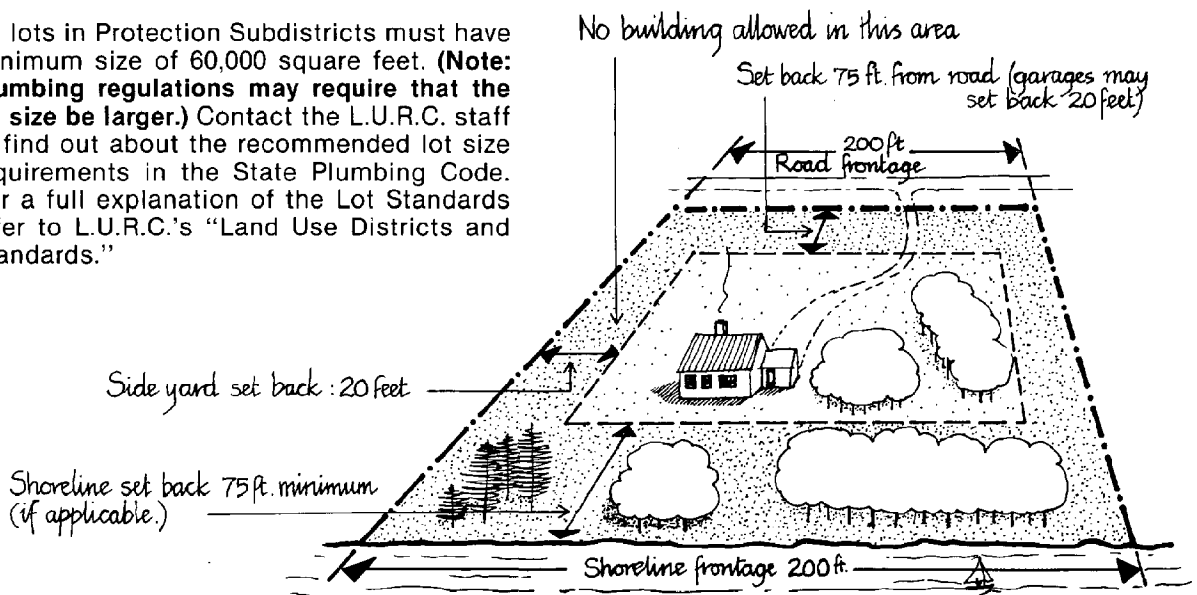 lots in Protection Subdistricts must have
nimum size of 60,000 square feet. (Note:
umbing regulations may require that the
size be larger.) Contact the L.U.R.C. staff
find out about the recommended lot size
quirements in the State Plumbing Code.
r a full explanation of the Lot Standards
fer to L.U.R.C.'s "Land Use Districts and
andards."
No building allowed in this area
Set back 75 ft. from road (garages may
set back 20 feet)
200 ft
Road frontage
Side yard set back : 20 feet
Shoreline set back 75 ft. minimum
(if applicable.)
Shoreline frontage 200 ft.